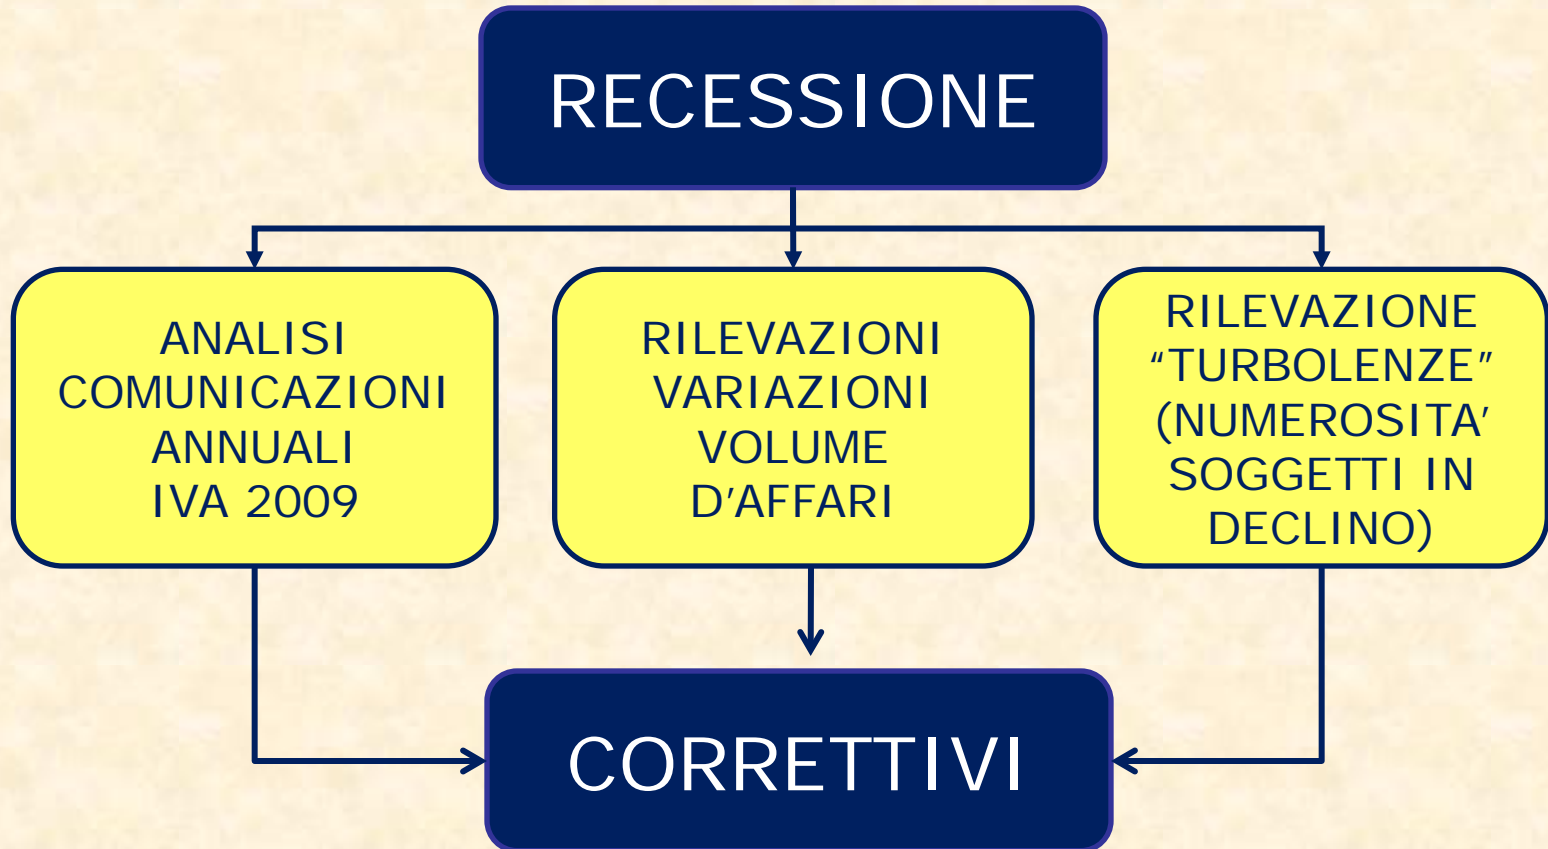 RECESSIONE
ANALISI
COMUNICAZIONI
ANNUALI
IVA 2009
RILEVAZIONI
VARIAZIONI
VOLUME
D’AFFARI
RILEVAZIONE
“TURBOLENZE”
(NUMEROSITA’
SOGGETTI IN
DECLINO)
CORRETTIVI